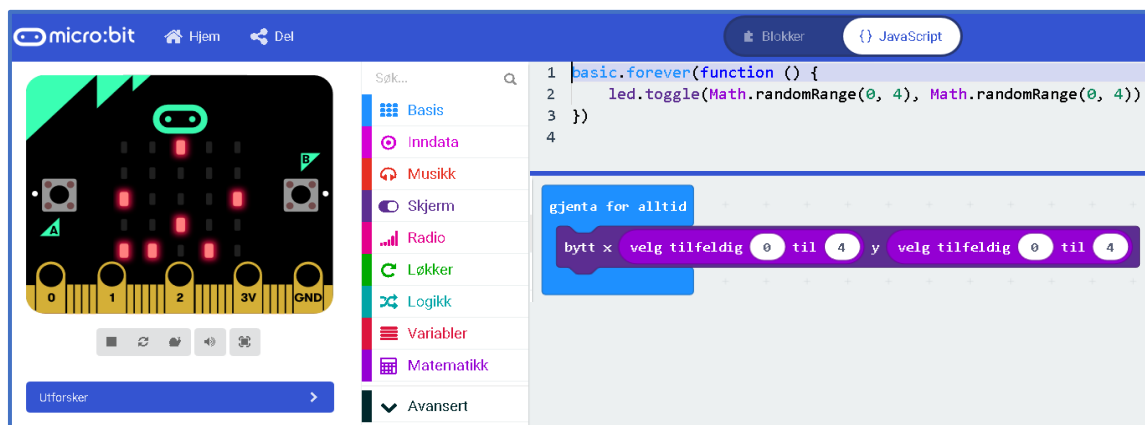 micro:bit Hjem Del Blokker {} JavaScript
B
A
0 1 2 3V GND
Utforsker
Søk...
Basis
Inndata
Musikk
Skjerm
Radio
Løkker
Logikk
Variabler
Matematikk
Avansert
1 basic.forever(function () {
2 led.toggle(Math.randomRange(0, 4), Math.randomRange(0, 4))
3 })
4
gjenta for alltid
bytt x velg tilfeldig 0 til 4 y velg tilfeldig 0 til 4